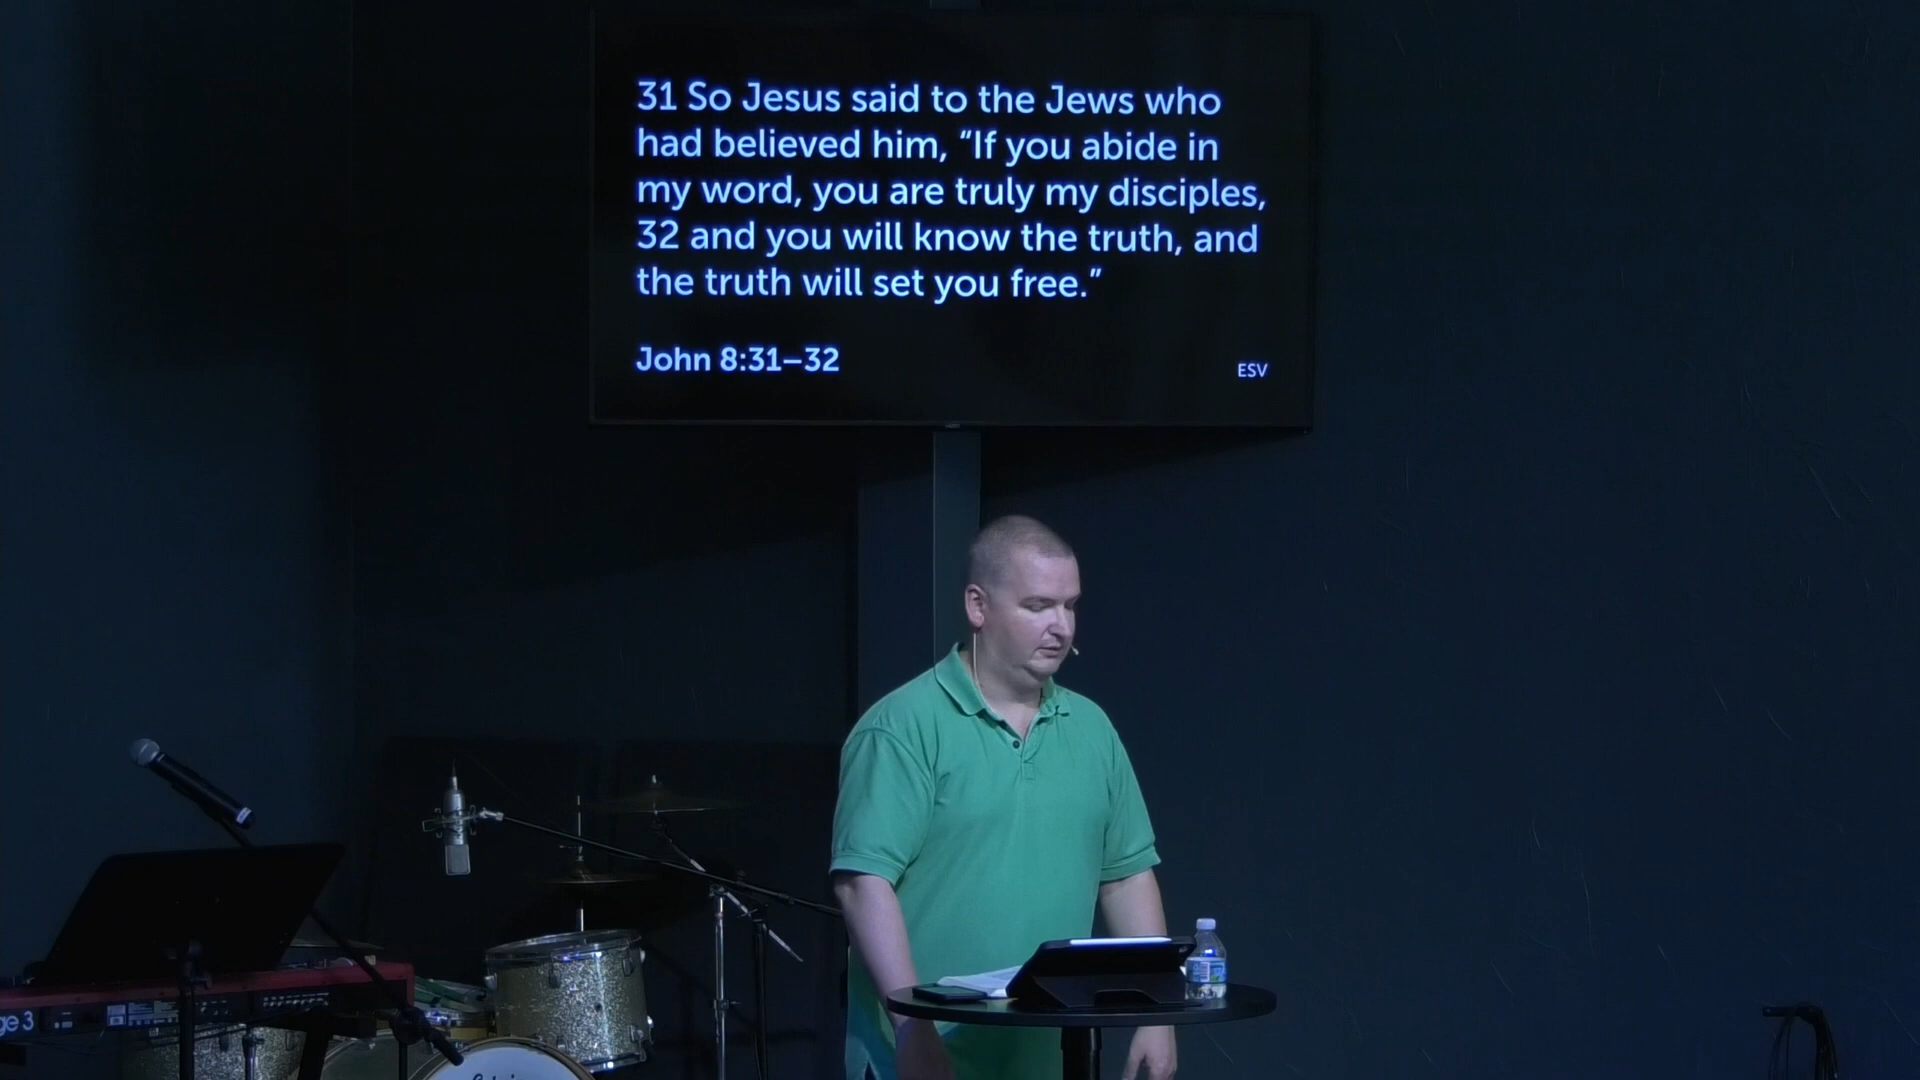 31 So Jesus said to the Jews who
had believed him, “If you abide in
my word, you are truly my disciples,
32 and you will know the truth, and
the truth will set you free.”
John 8:31–32
ESV
ge 3